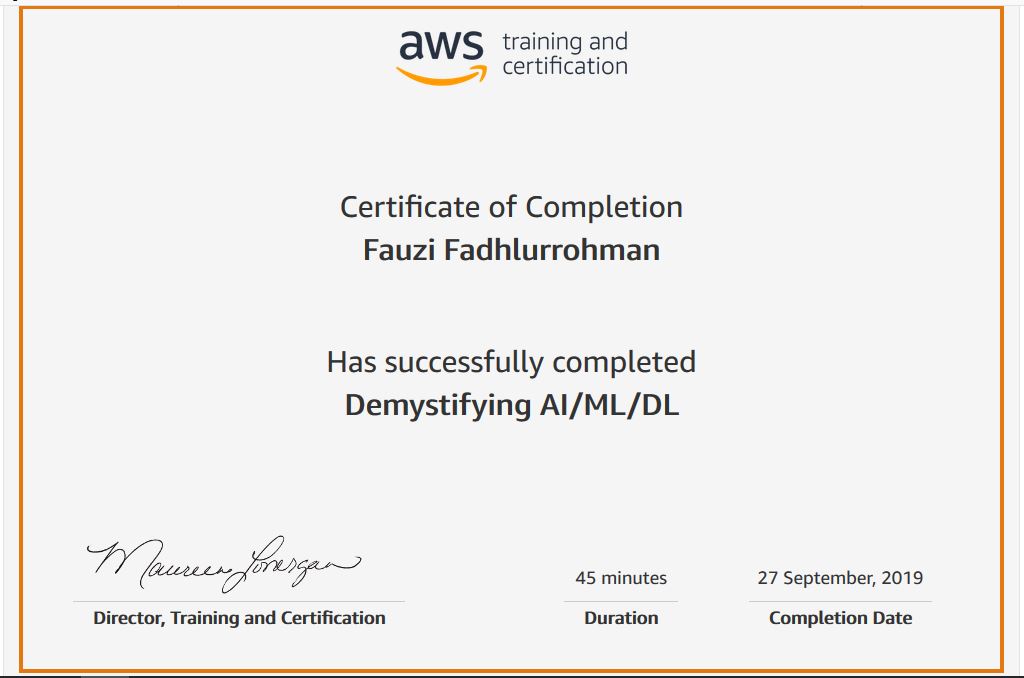 aws training and
certification
Certificate of Completion
Fauzi Fadhlurrohman
Has successfully completed
Demystifying AI/ML/DL
Maureen Lonergan
Director, Training and Certification
45 minutes
Duration
27 September, 2019
Completion Date